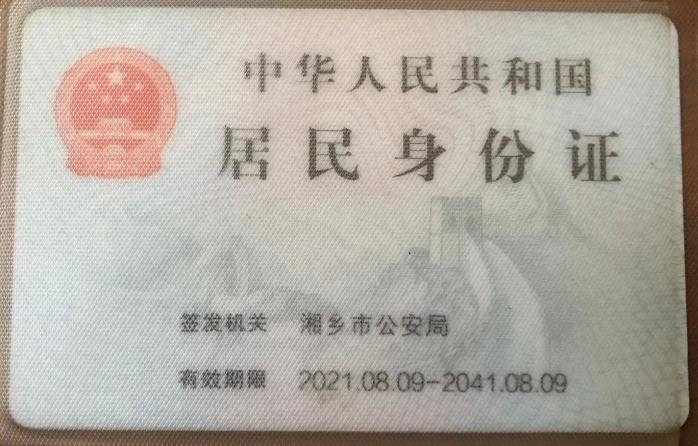 中华人民共和国
居民身份证
签发机关 湘乡市公安局
有效期限 2021.08.09-2041.08.09